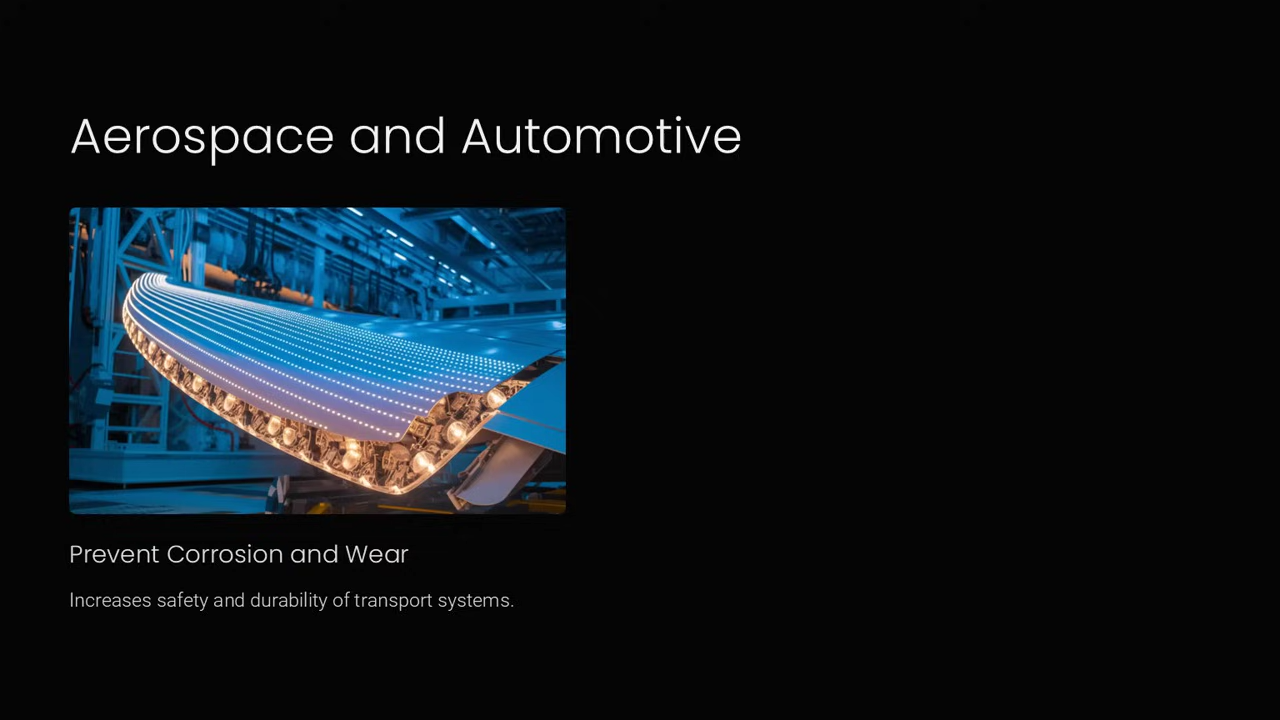 Aerospace and Automotive
Prevent Corrosion and Wear
Increases safety and durability of transport systems.